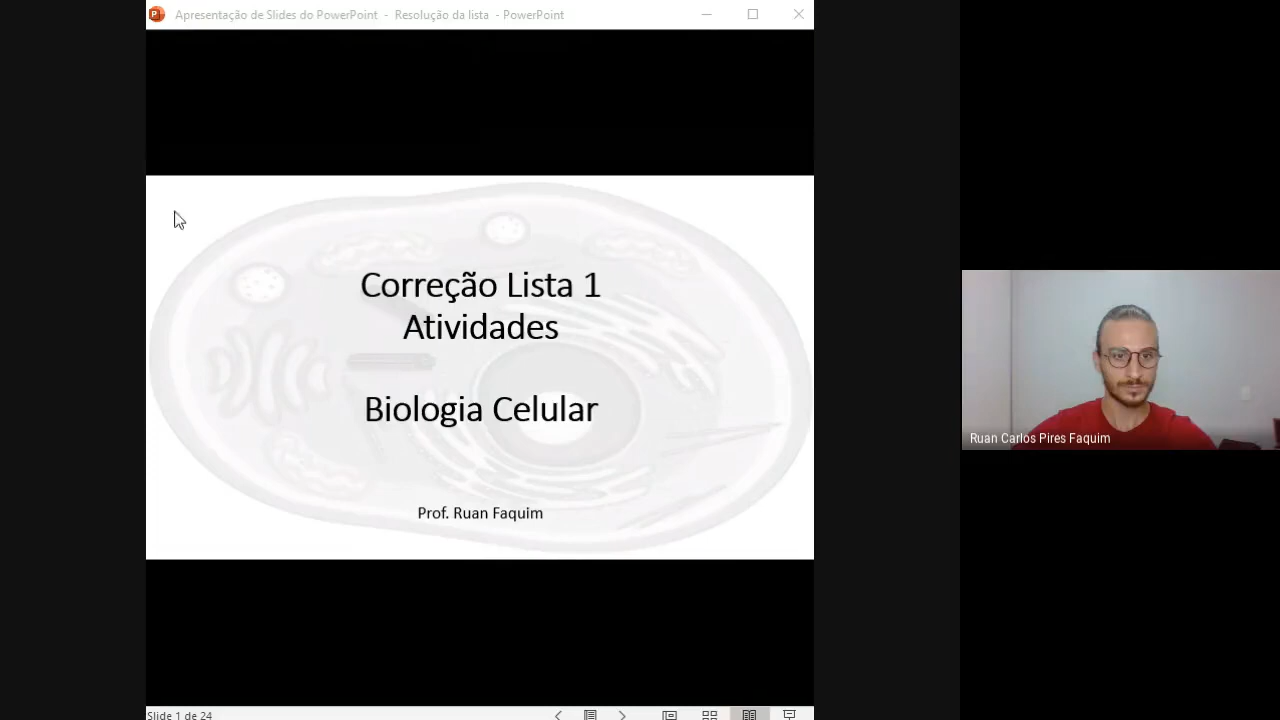 Apresentação de Slides do PowerPoint - Resolução da lista - PowerPoint
Correção Lista 1
Atividades
Biologia Celular
Prof. Ruan Faquim
Ruan Carlos Pires Faquim
Slide 1 de 24